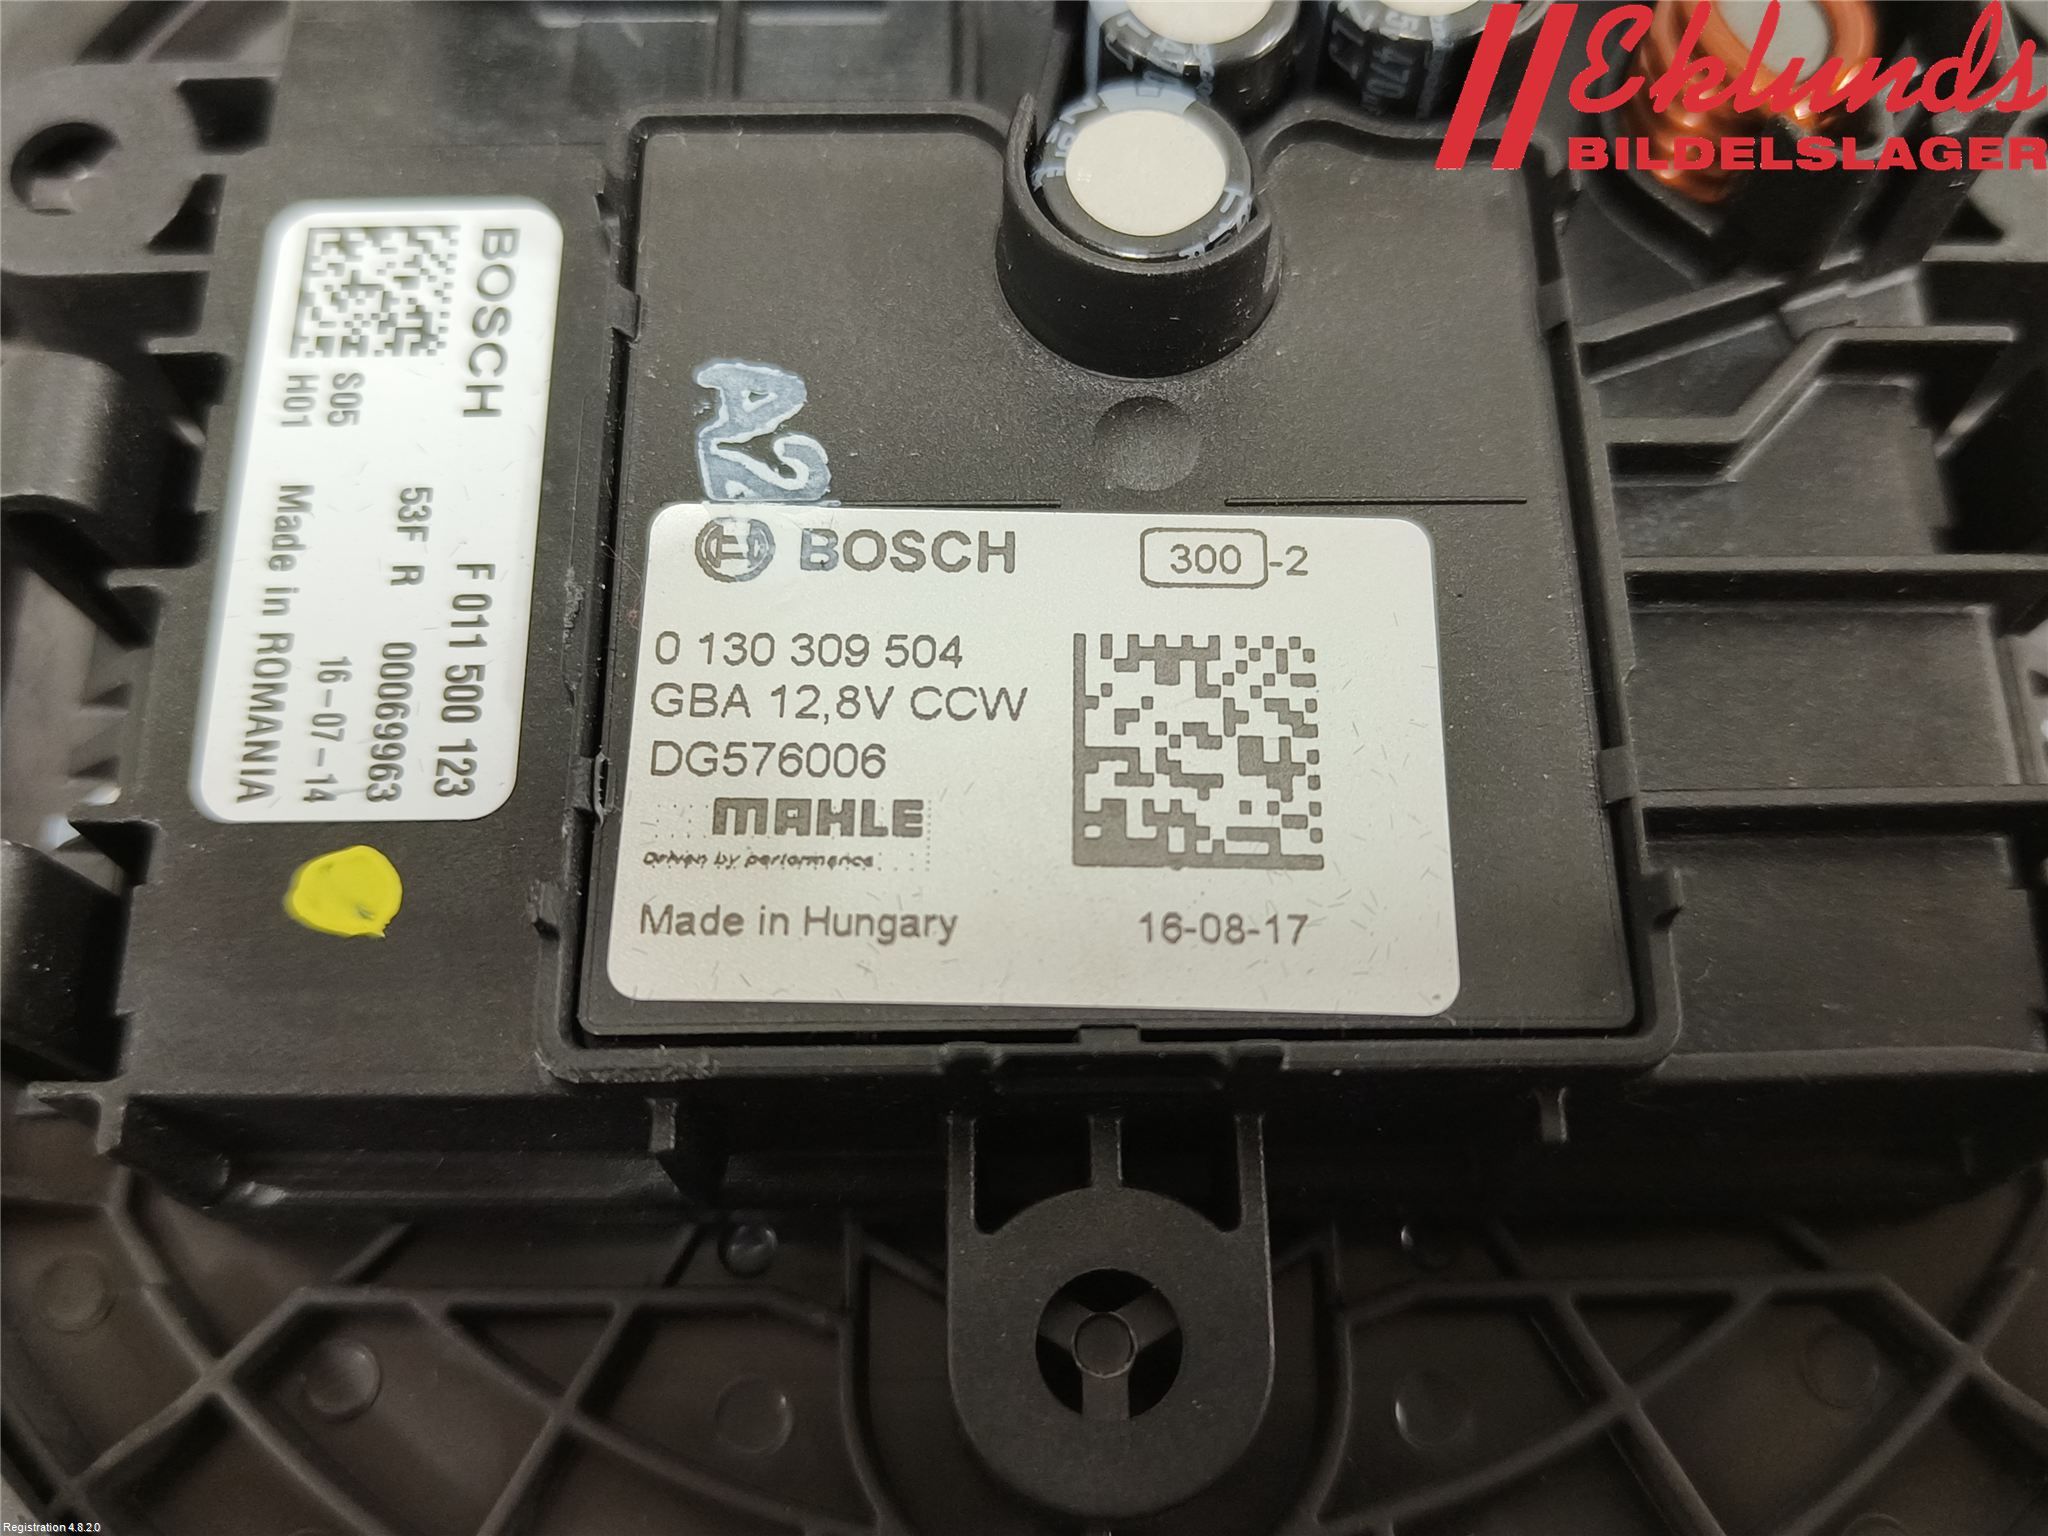 Eklunds
BILDELSLAGER
BOSCH
F 011 500 123
53F R 00069963
S05
16-07-14
H01
Made in ROMANIA
A2
BOSCH
300 -2
0 130 309 504
GBA 12,8V CCW
DG576006
MAHLE
Driven by performance
Made in Hungary
16-08-17
Registration 4.8.2.0